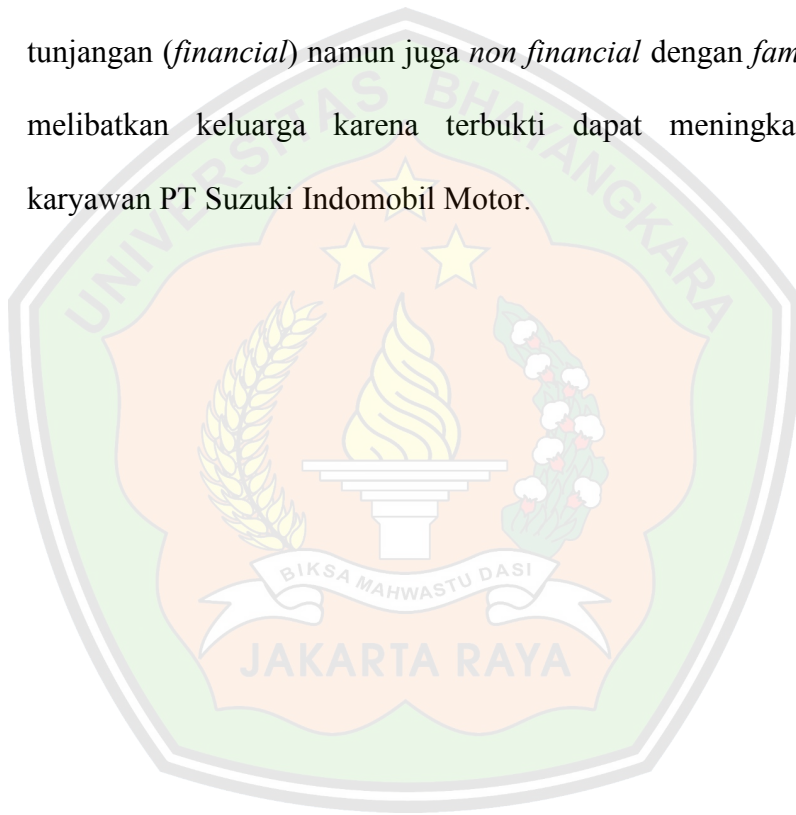 tunjangan (financial) namun juga non financial dengan fam
melibatkan keluarga karena terbukti dapat meningka
karyawan PT Suzuki Indomobil Motor.
UNIVERSITAS BHAYANGKARA
BIKSA MAHWASTU DASI
JAKARTA RAYA